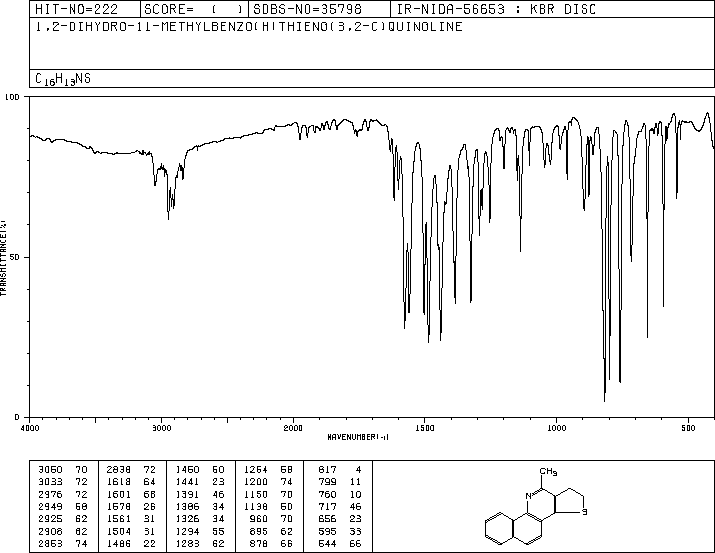 HIT-NO=222 SCORE= ( ) SDBS-NO=35798 IR-NIDA-56653 : KBR DISC
1,2-DIHYDRO-11-METHYLBENZO(H)THIENO(3,2-C)QUINOLINE
C16H13NS
100
50
0
TRANSMITTANCE(%)
4000 3000 2000 1500 1000 500
WAVENUMBER(-1)
3060 70 2838 72 1460 50 1254 58 817 4
3033 72 1618 64 1441 23 1200 74 799 11
2976 72 1601 66 1391 46 1150 70 760 10
2949 58 1578 26 1386 34 1138 50 717 46
2925 62 1561 31 1326 34 960 70 656 23
2908 62 1504 31 1294 55 895 62 595 33
2853 74 1486 22 1283 62 878 66 544 66
CH3
N
S